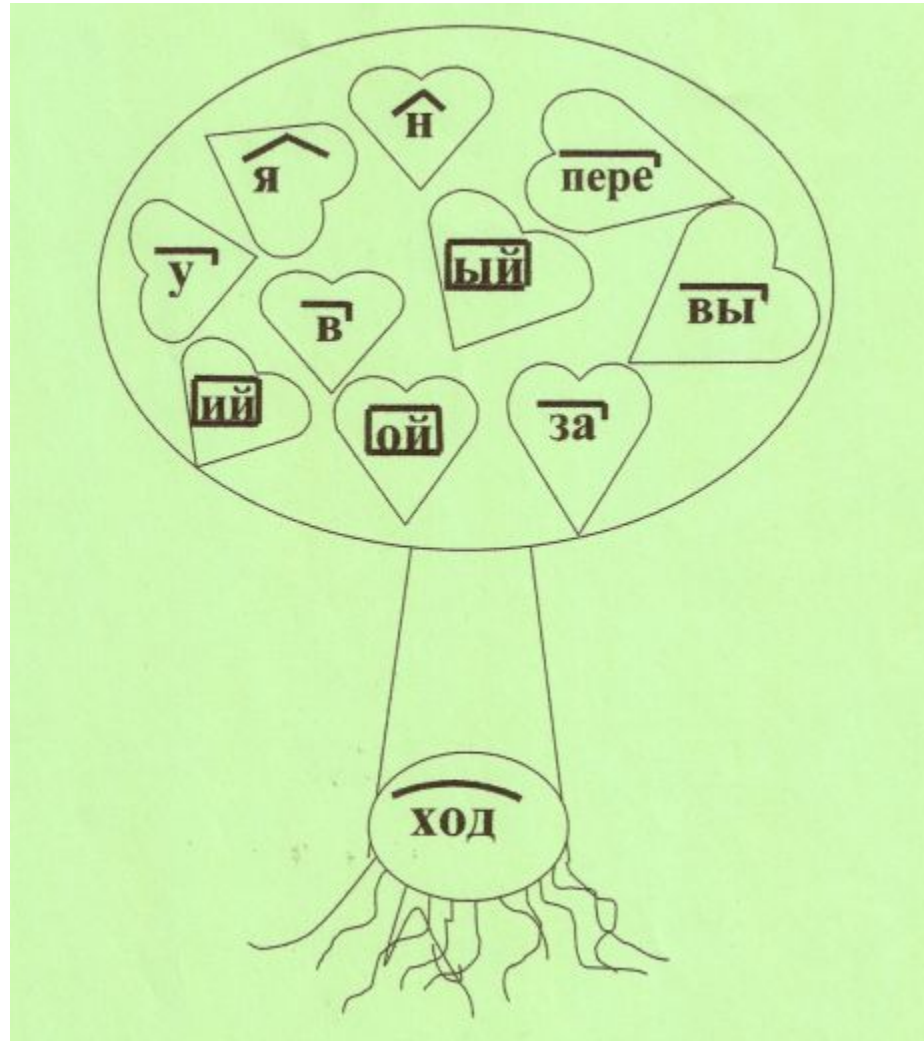 н
я
пере
у
ый
вы
в
ий
ой
за
ход